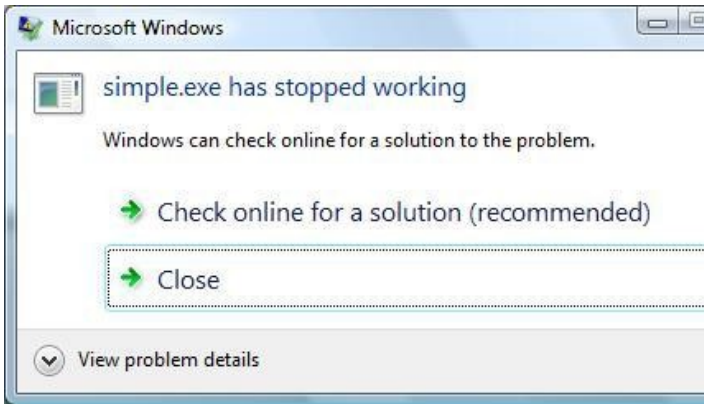 Microsoft Windows
simple.exe has stopped working
Windows can check online for a solution to the problem.
Check online for a solution (recommended)
Close
View problem details